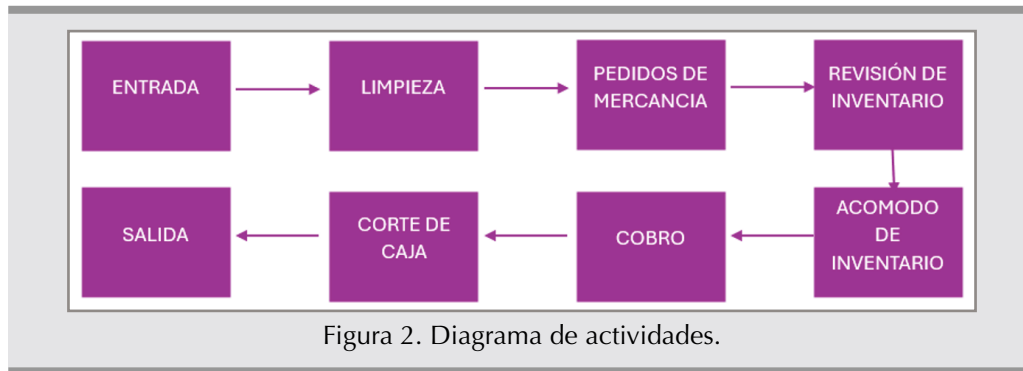 ENTRADA
LIMPIEZA
PEDIDOS DE
MERCANCIA
REVISIÓN DE
INVENTARIO
ACOMODO
DE
INVENTARIO
COBRO
CORTE DE
CAJA
SALIDA
Figura 2. Diagrama de actividades.